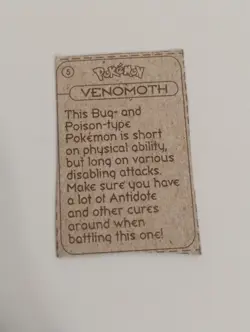 POKéMON
VENOMOTH
This Bug- and
Poison-type
Pokémon is short
on physical ability,
but long on various
disabling attacks.
Make sure you have
a lot of Antidote
and other cures
around when
battling this one!